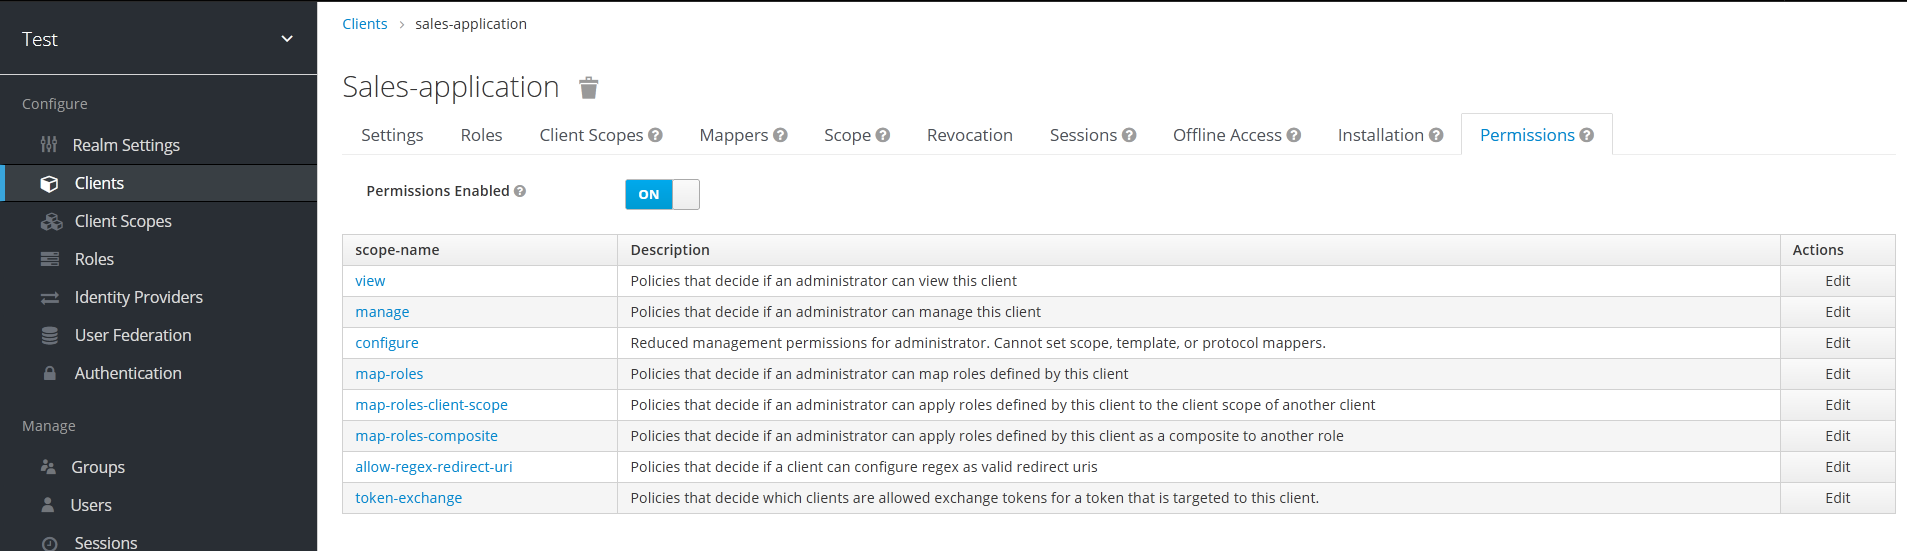 Test
Configure
Realm Settings
Clients
Client Scopes
Roles
Identity Providers
User Federation
Authentication
Manage
Groups
Users
Sessions
Clients > sales-application
Sales-application
Settings Roles Client Scopes Mappers Scope Revocation Sessions Offline Access Installation Permissions
Permissions Enabled ON
scope-name Description Actions
view Policies that decide if an administrator can view this client Edit
manage Policies that decide if an administrator can manage this client Edit
configure Reduced management permissions for administrator. Cannot set scope, template, or protocol mappers. Edit
map-roles Policies that decide if an administrator can map roles defined by this client Edit
map-roles-client-scope Policies that decide if an administrator can apply roles defined by this client to the client scope of another client Edit
map-roles-composite Policies that decide if an administrator can apply roles defined by this client as a composite to another role Edit
allow-regex-redirect-uri Policies that decide if a client can configure regex as valid redirect uris Edit
token-exchange Policies that decide which clients are allowed exchange tokens for a token that is targeted to this client. Edit